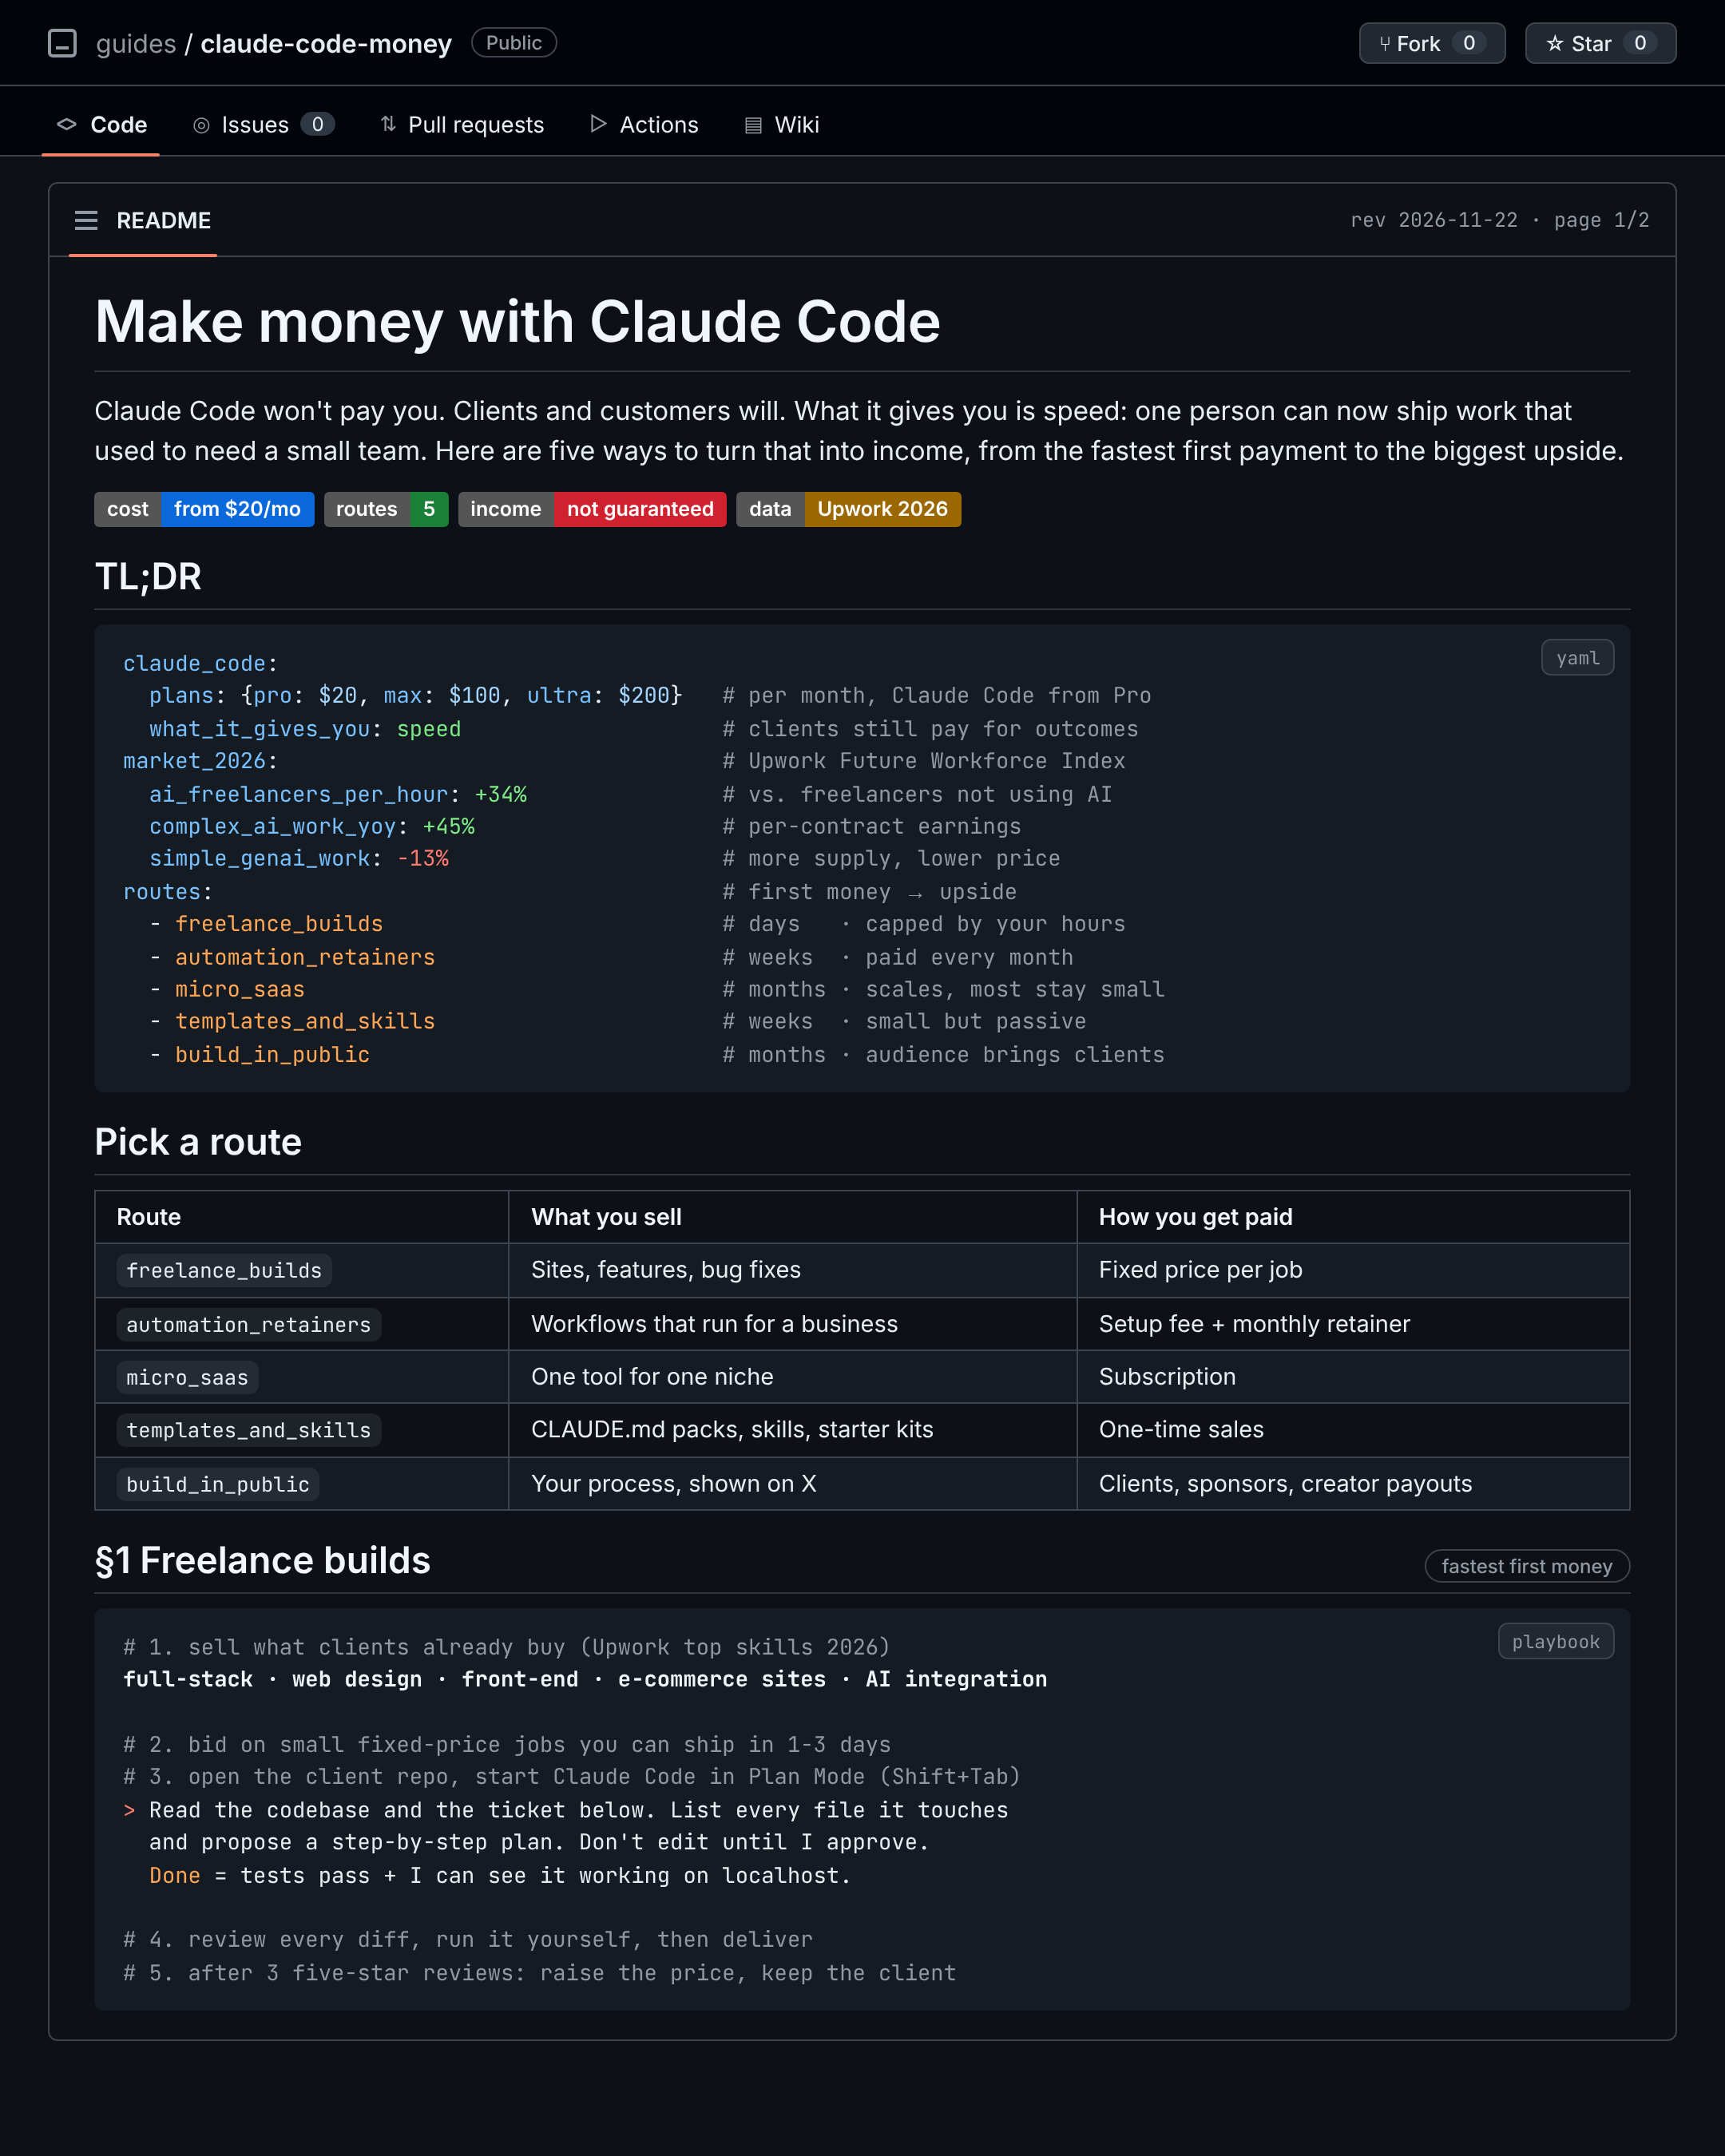 guides / claude-code-money Public
Fork 0
Star 0
Code
Issues 0
Pull requests
Actions
Wiki
README
rev 2026-11-22 · page 1/2
Make money with Claude Code
Claude Code won't pay you. Clients and customers will. What it gives you is speed: one person can now ship work that
used to need a small team. Here are five ways to turn that into income, from the fastest first payment to the biggest upside.
cost from $20/mo routes 5 income not guaranteed data Upwork 2026
TL;DR
yaml
claude_code:
  plans: {pro: $20, max: $100, ultra: $200}   # per month, Claude Code from Pro
  what_it_gives_you: speed                    # clients still pay for outcomes
market_2026:                                  # Upwork Future Workforce Index
  ai_freelancers_per_hour: +34%               # vs. freelancers not using AI
  complex_ai_work_yoy: +45%                   # per-contract earnings
  simple_genai_work: -13%                     # more supply, lower price
routes:                                       # first money → upside
  - freelance_builds                          # days   · capped by your hours
  - automation_retainers                      # weeks  · paid every month
  - micro_saas                                # months · scales, most stay small
  - templates_and_skills                      # weeks  · small but passive
  - build_in_public                           # months · audience brings clients
Pick a route
Route What you sell How you get paid
freelance_builds Sites, features, bug fixes Fixed price per job
automation_retainers Workflows that run for a business Setup fee + monthly retainer
micro_saas One tool for one niche Subscription
templates_and_skills CLAUDE.md packs, skills, starter kits One-time sales
build_in_public Your process, shown on X Clients, sponsors, creator payouts
§1 Freelance builds
fastest first money
playbook
# 1. sell what clients already buy (Upwork top skills 2026)
full-stack · web design · front-end · e-commerce sites · AI integration
# 2. bid on small fixed-price jobs you can ship in 1-3 days
# 3. open the client repo, start Claude Code in Plan Mode (Shift+Tab)
> Read the codebase and the ticket below. List every file it touches
  and propose a step-by-step plan. Don't edit until I approve.
  Done = tests pass + I can see it working on localhost.
# 4. review every diff, run it yourself, then deliver
# 5. after 3 five-star reviews: raise the price, keep the client